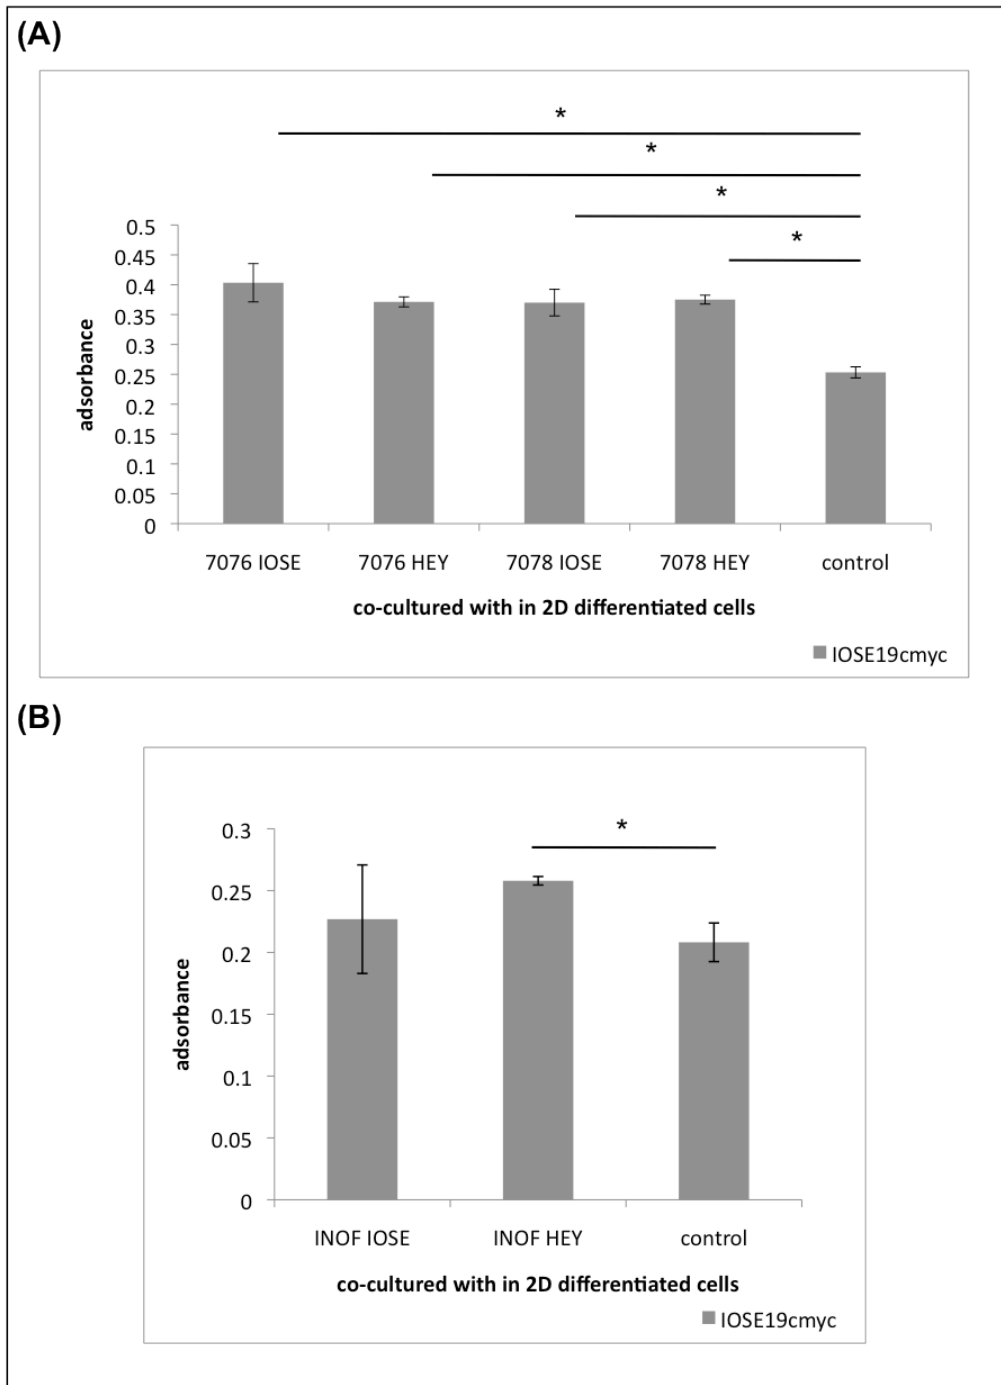 (A)
*
*
*
*
0.5
0.45
0.4
0.35
0.3
0.25
0.2
0.15
0.1
0.05
0
adsorbance
7076 IOSE 7076 HEY 7078 IOSE 7078 HEY control
co-cultured with in 2D differentiated cells
IOSE19cmyc
(B)
*
0.3
0.25
0.2
0.15
0.1
0.05
0
adsorbance
INOF IOSE INOF HEY control
co-cultured with in 2D differentiated cells
IOSE19cmyc